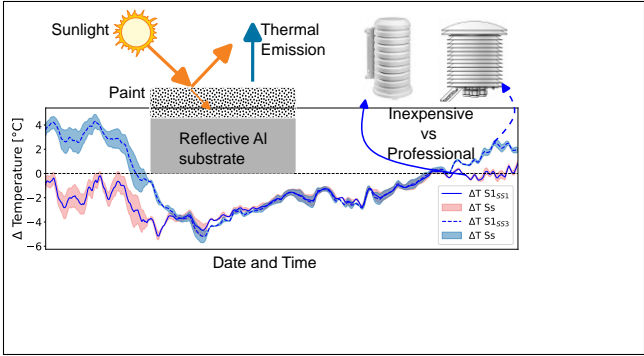 Sunlight
Thermal
Emission
Paint
Reflective Al
substrate
Inexpensive
vs
Professional
Δ Temperature [°C]
4
2
0
−2
−4
−6
ΔT S1SS1
ΔT Ss
ΔT S1SS3
ΔT Ss
Date and Time